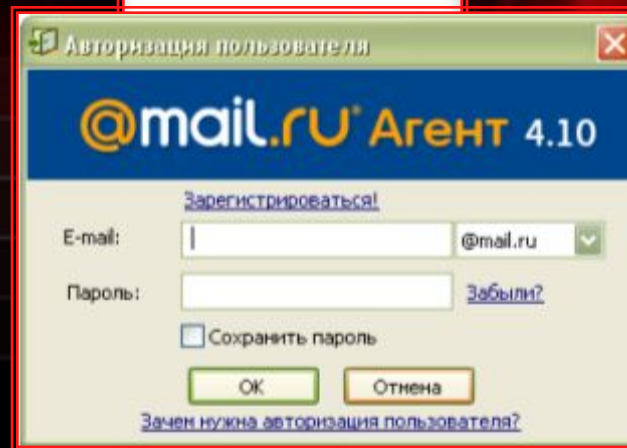 Авторизация пользователя
@mail.ru® Агент 4.10
Зарегистрироваться!
E-mail: @mail.ru
Пароль: Забыли?
Сохранить пароль
ОК Отмена
Зачем нужна авторизация пользователя?